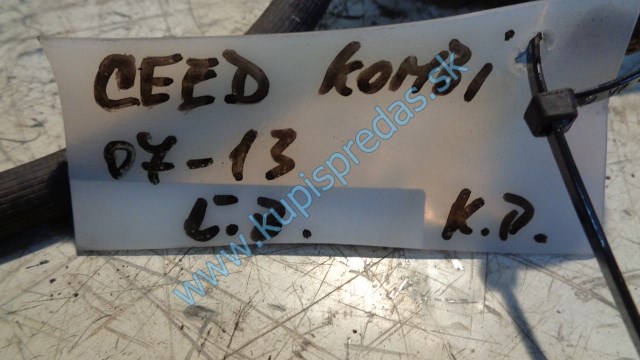 CEED KOMBI
07-13
L.D. K.D.
www.kupispredas.sk